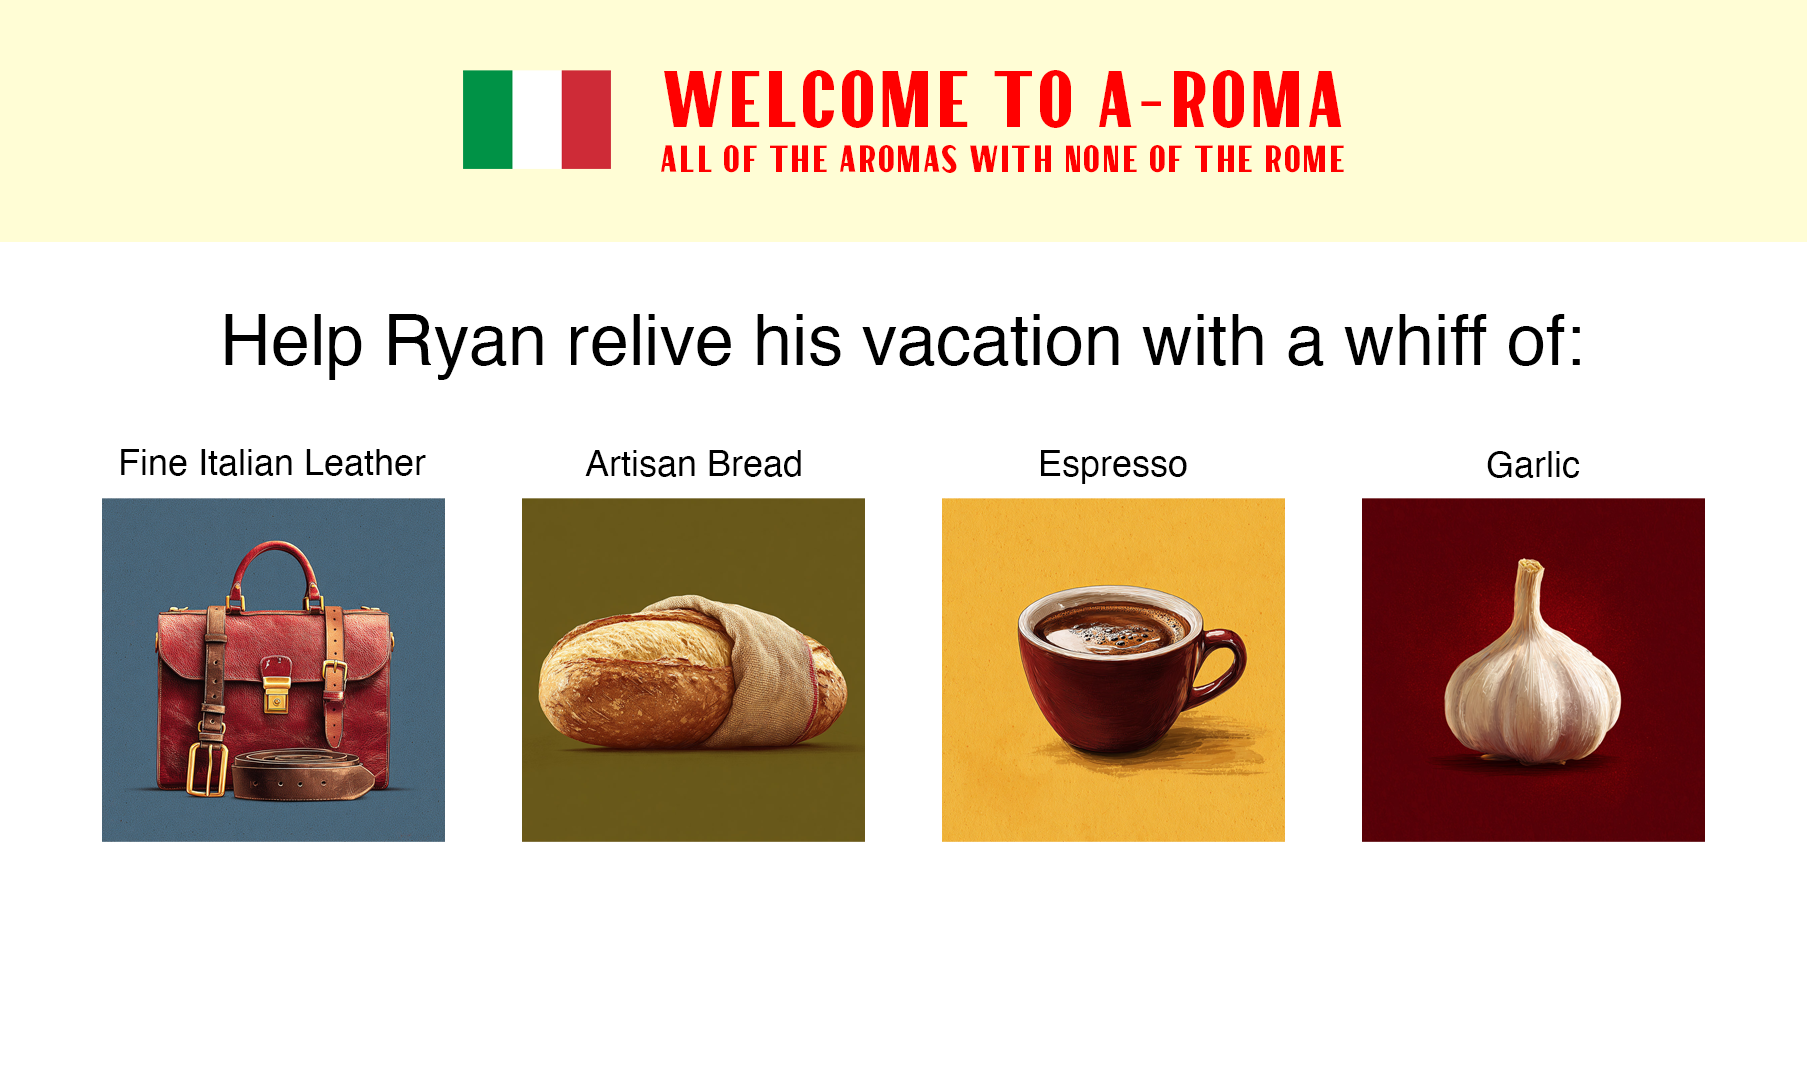 WELCOME TO A-ROMA
ALL OF THE AROMAS WITH NONE OF THE ROME
Help Ryan relive his vacation with a whiff of:
Fine Italian Leather
Artisan Bread
Espresso
Garlic